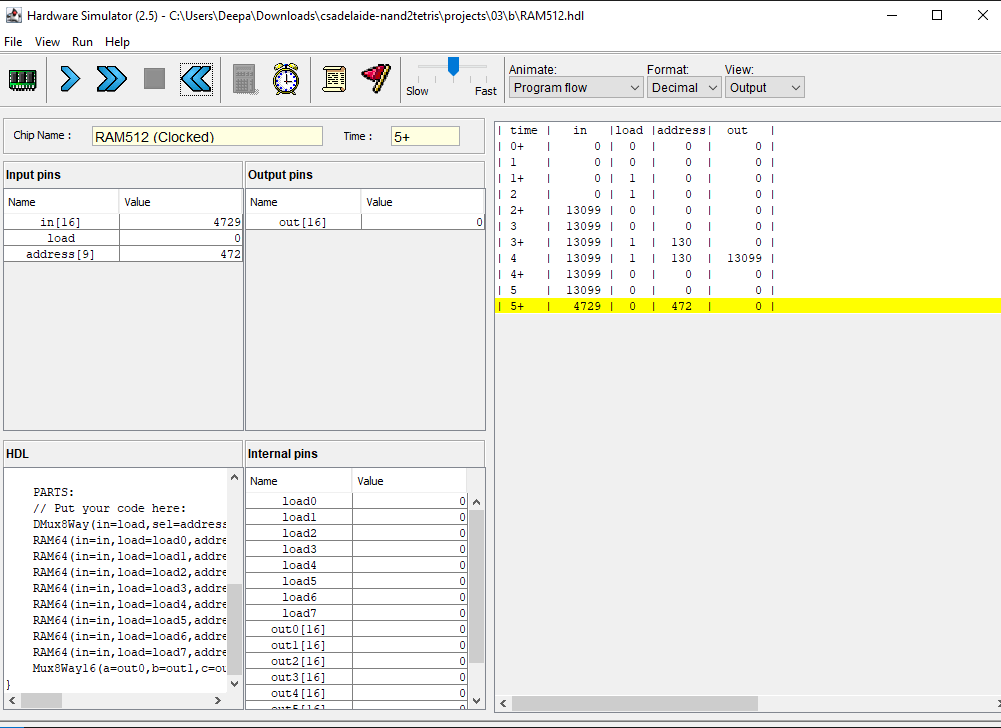 Hardware Simulator (2.5) - C:\Users\Deepa\Downloads\csadelaide-nand2tetris\projects\03\b\RAM512.hdl
File View Run Help
Slow Fast
Animate: Format: View:
Program flow Decimal Output
Chip Name : RAM512 (Clocked) Time : 5+
Input pins
Name Value
in[16] 4729
load 0
address[9] 472
Output pins
Name Value
out[16] 0
HDL
PARTS:
// Put your code here:
DMux8Way(in=load,sel=address
RAM64(in=in,load=load0,addre
RAM64(in=in,load=load1,addre
RAM64(in=in,load=load2,addre
RAM64(in=in,load=load3,addre
RAM64(in=in,load=load4,addre
RAM64(in=in,load=load5,addre
RAM64(in=in,load=load6,addre
RAM64(in=in,load=load7,addre
Mux8Way16(a=out0,b=out1,c=ou
}
Internal pins
Name Value
load0 0
load1 0
load2 0
load3 0
load4 0
load5 0
load6 0
load7 0
out0[16] 0
out1[16] 0
out2[16] 0
out3[16] 0
out4[16] 0
out5[16] 0
| time | in |load |address| out |
| 0+ | 0 | 0 | 0 | 0 |
| 1 | 0 | 0 | 0 | 0 |
| 1+ | 0 | 1 | 0 | 0 |
| 2 | 0 | 1 | 0 | 0 |
| 2+ | 13099 | 0 | 0 | 0 |
| 3 | 13099 | 0 | 0 | 0 |
| 3+ | 13099 | 1 | 130 | 0 |
| 4 | 13099 | 1 | 130 | 13099 |
| 4+ | 13099 | 0 | 0 | 0 |
| 5 | 13099 | 0 | 0 | 0 |
| 5+ | 4729 | 0 | 472 | 0 |